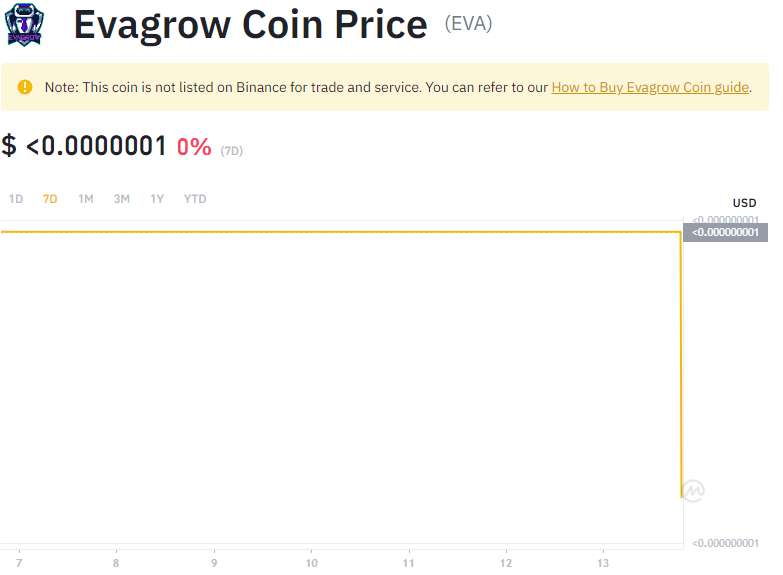 Evagrow Coin Price (EVA)
EVAGROW
Note: This coin is not listed on Binance for trade and service. You can refer to our How to Buy Evagrow Coin guide.
$ <0.0000001 0% (7D)
1D 7D 1M 3M 1Y YTD
USD
<0.000000001
<0.000000001
<0.000000001
7 8 9 10 11 12 13